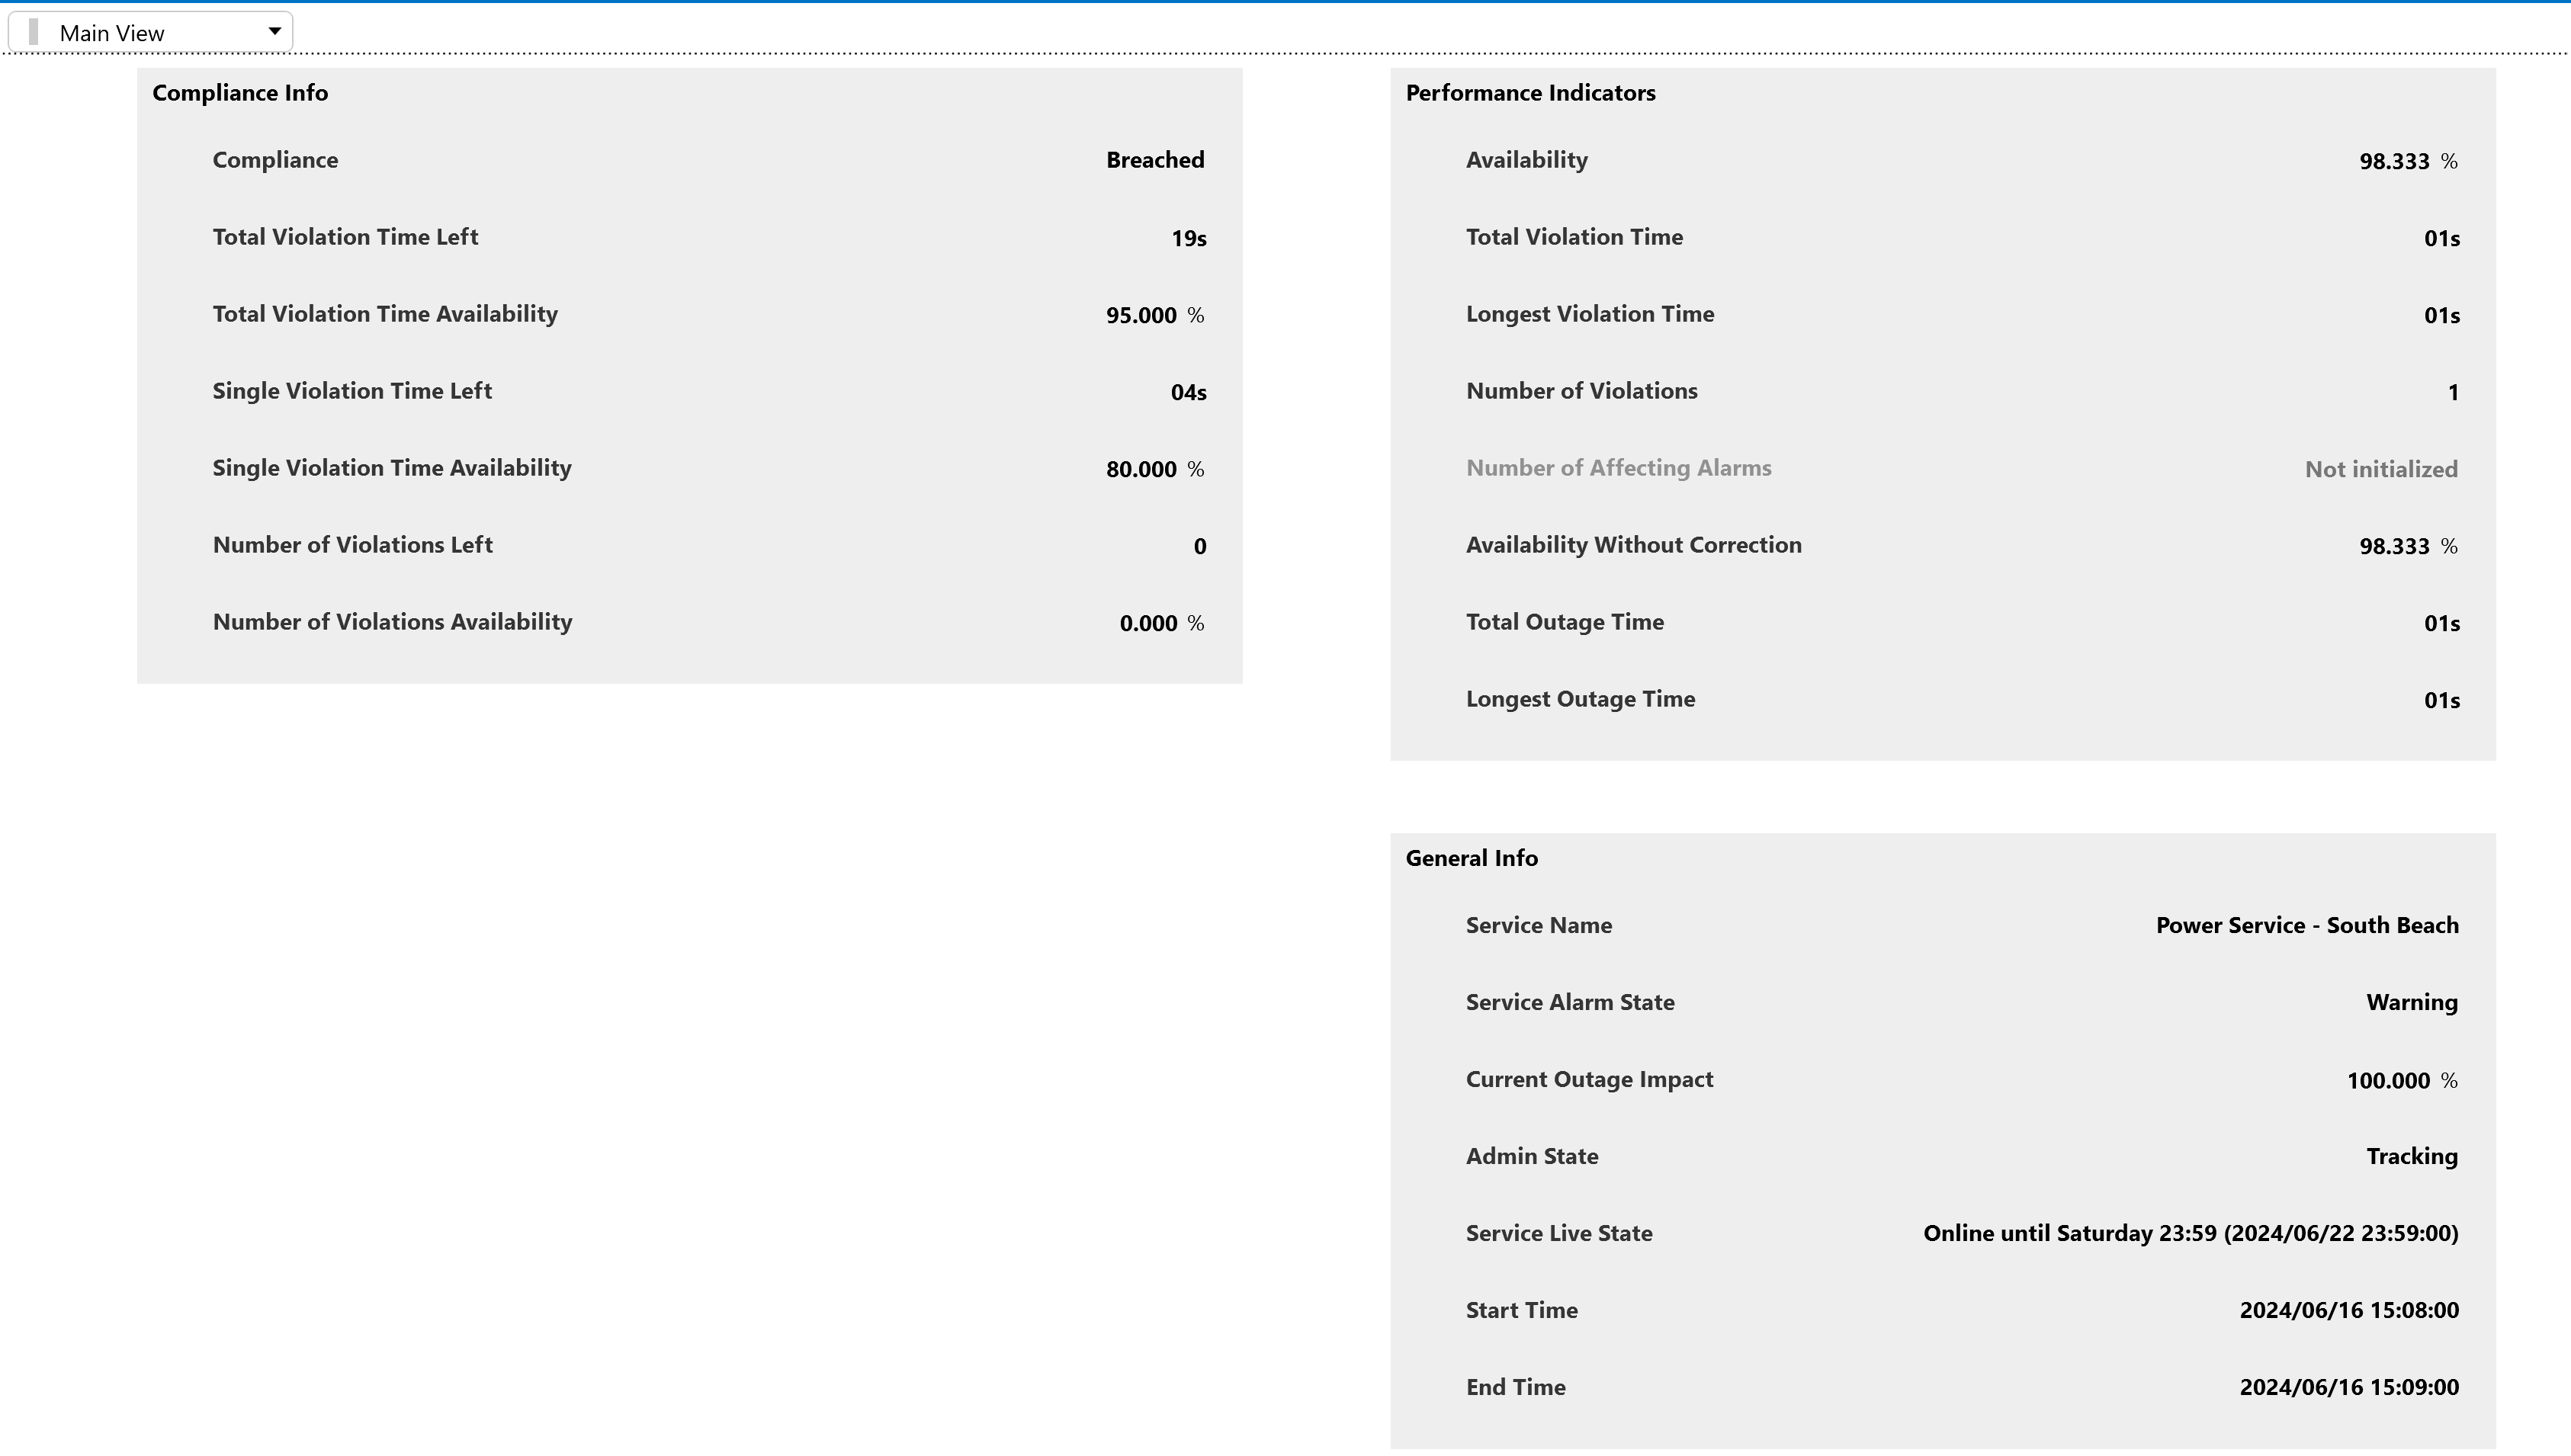 Main View
Compliance Info
Compliance Breached
Total Violation Time Left 19s
Total Violation Time Availability 95.000 %
Single Violation Time Left 04s
Single Violation Time Availability 80.000 %
Number of Violations Left 0
Number of Violations Availability 0.000 %
Performance Indicators
Availability 98.333 %
Total Violation Time 01s
Longest Violation Time 01s
Number of Violations 1
Number of Affecting Alarms Not initialized
Availability Without Correction 98.333 %
Total Outage Time 01s
Longest Outage Time 01s
General Info
Service Name Power Service - South Beach
Service Alarm State Warning
Current Outage Impact 100.000 %
Admin State Tracking
Service Live State Online until Saturday 23:59 (2024/06/22 23:59:00)
Start Time 2024/06/16 15:08:00
End Time 2024/06/16 15:09:00